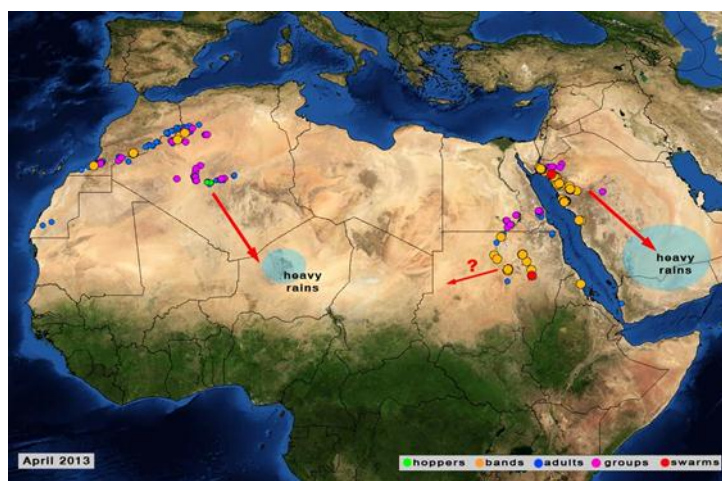 heavy
rains
heavy
rains
?
April 2013
hoppers bands adults groups swarms